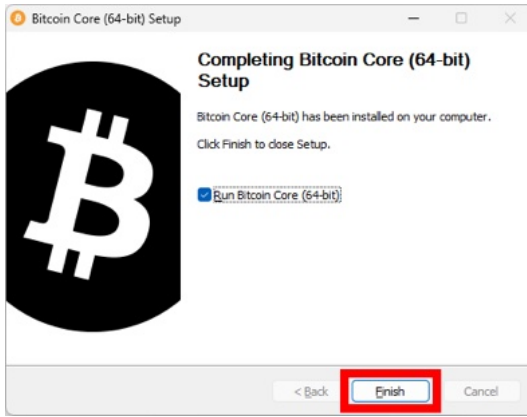 Bitcoin Core (64-bit) Setup
Completing Bitcoin Core (64-bit)
Setup
Bitcoin Core (64-bit) has been installed on your computer.
Click Finish to close Setup.
Run Bitcoin Core (64-bit)
< Back Finish Cancel